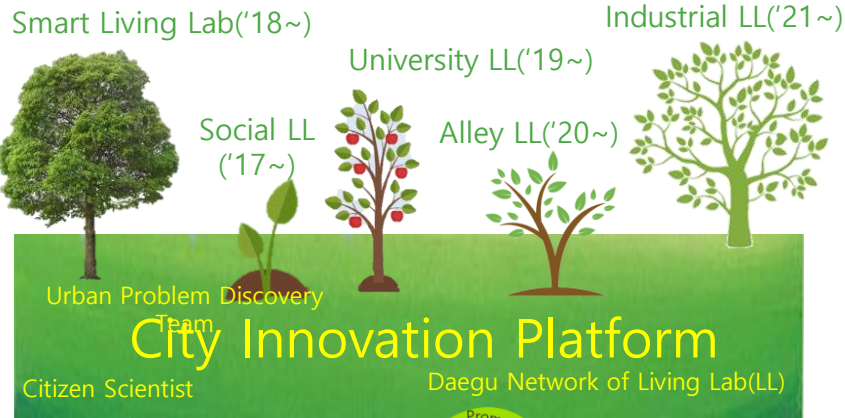 Smart Living Lab('18~)
Industrial LL('21~)
University LL('19~)
Social LL
('17~)
Alley LL('20~)
Urban Problem Discovery
Team
City Innovation Platform
Citizen Scientist
Daegu Network of Living Lab(LL)